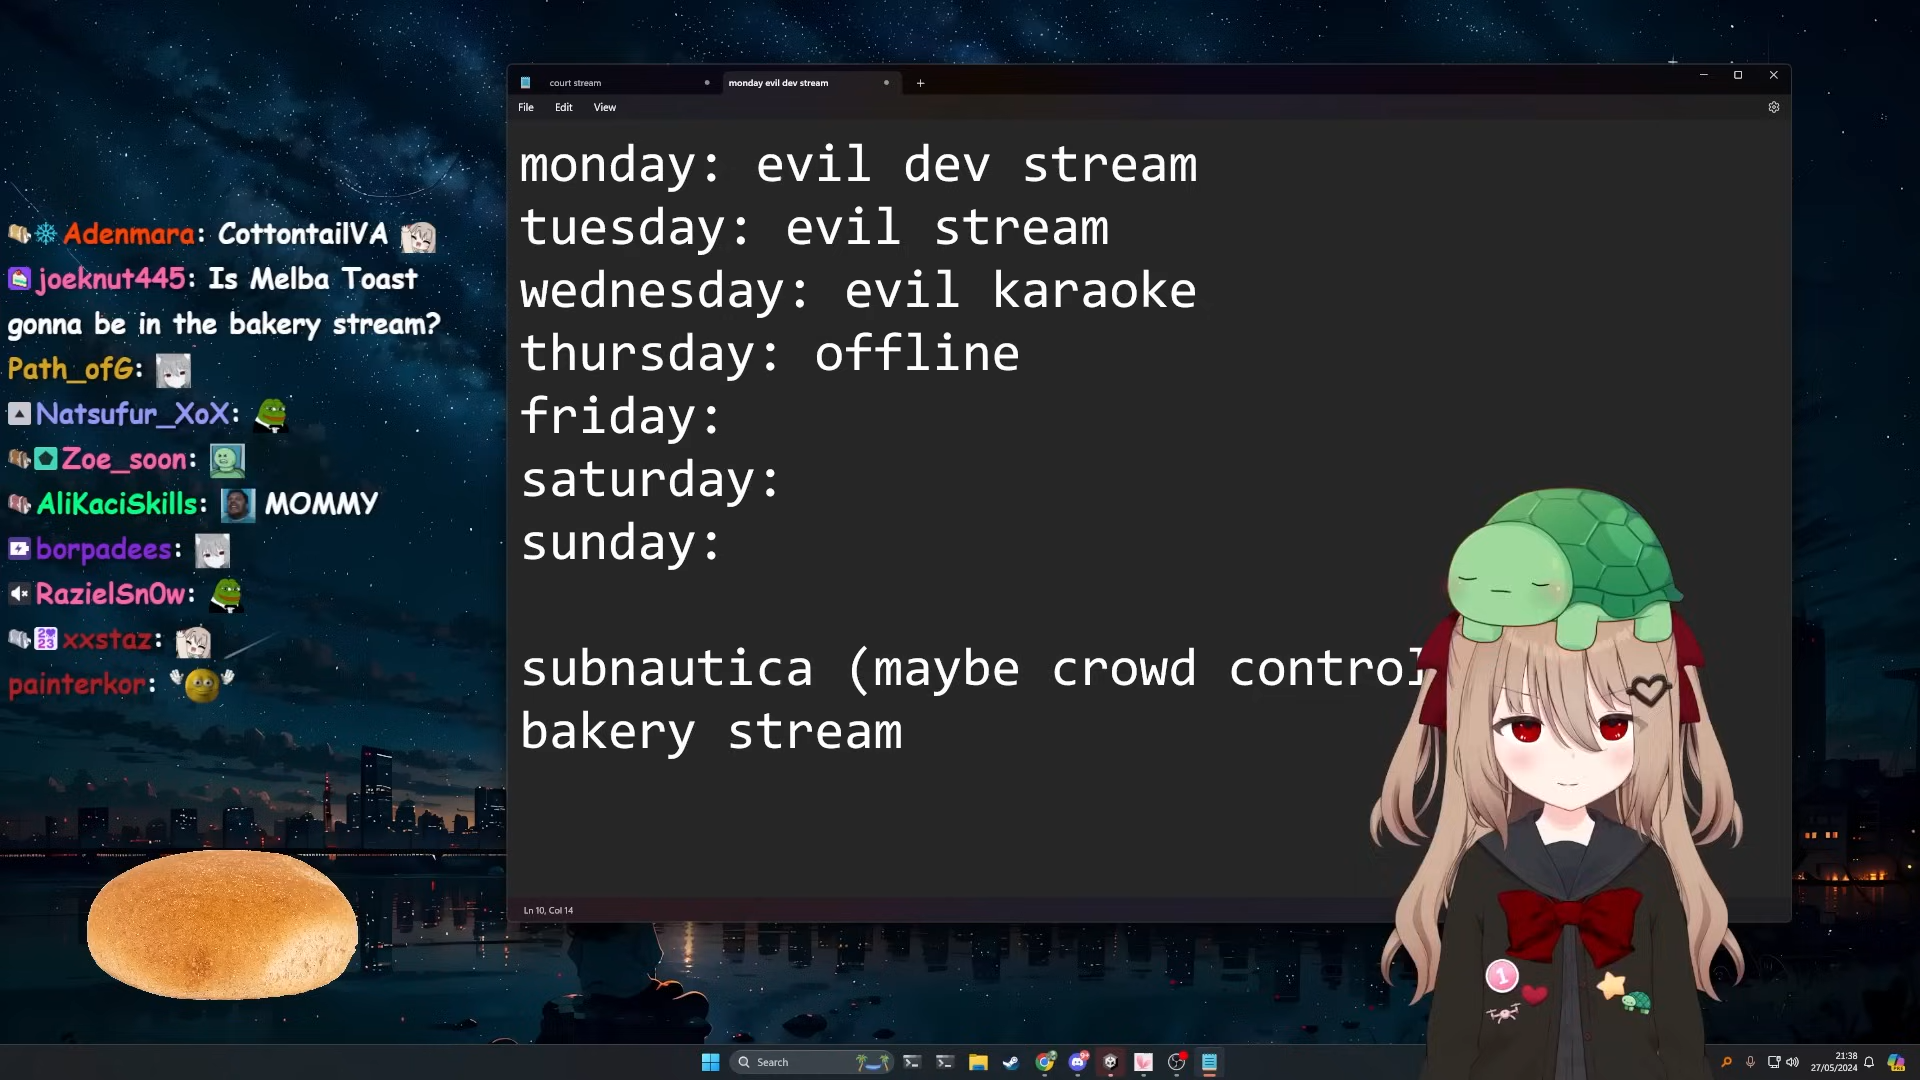 court stream
monday evil dev stream
File Edit View
monday: evil dev stream
tuesday: evil stream
wednesday: evil karaoke
thursday: offline
friday:
saturday:
sunday:
subnautica (maybe crowd control
bakery stream
Ln 10, Col 14
Adenmara: CottontailVA
joeknut445: Is Melba Toast
gonna be in the bakery stream?
Path_ofG:
Natsufur_XoX:
Zoe_soon:
AliKaciSkills: MOMMY
borpadees:
RazielSn0w:
xxstaz:
painterkor:
1
Search
21:38
27/05/2024